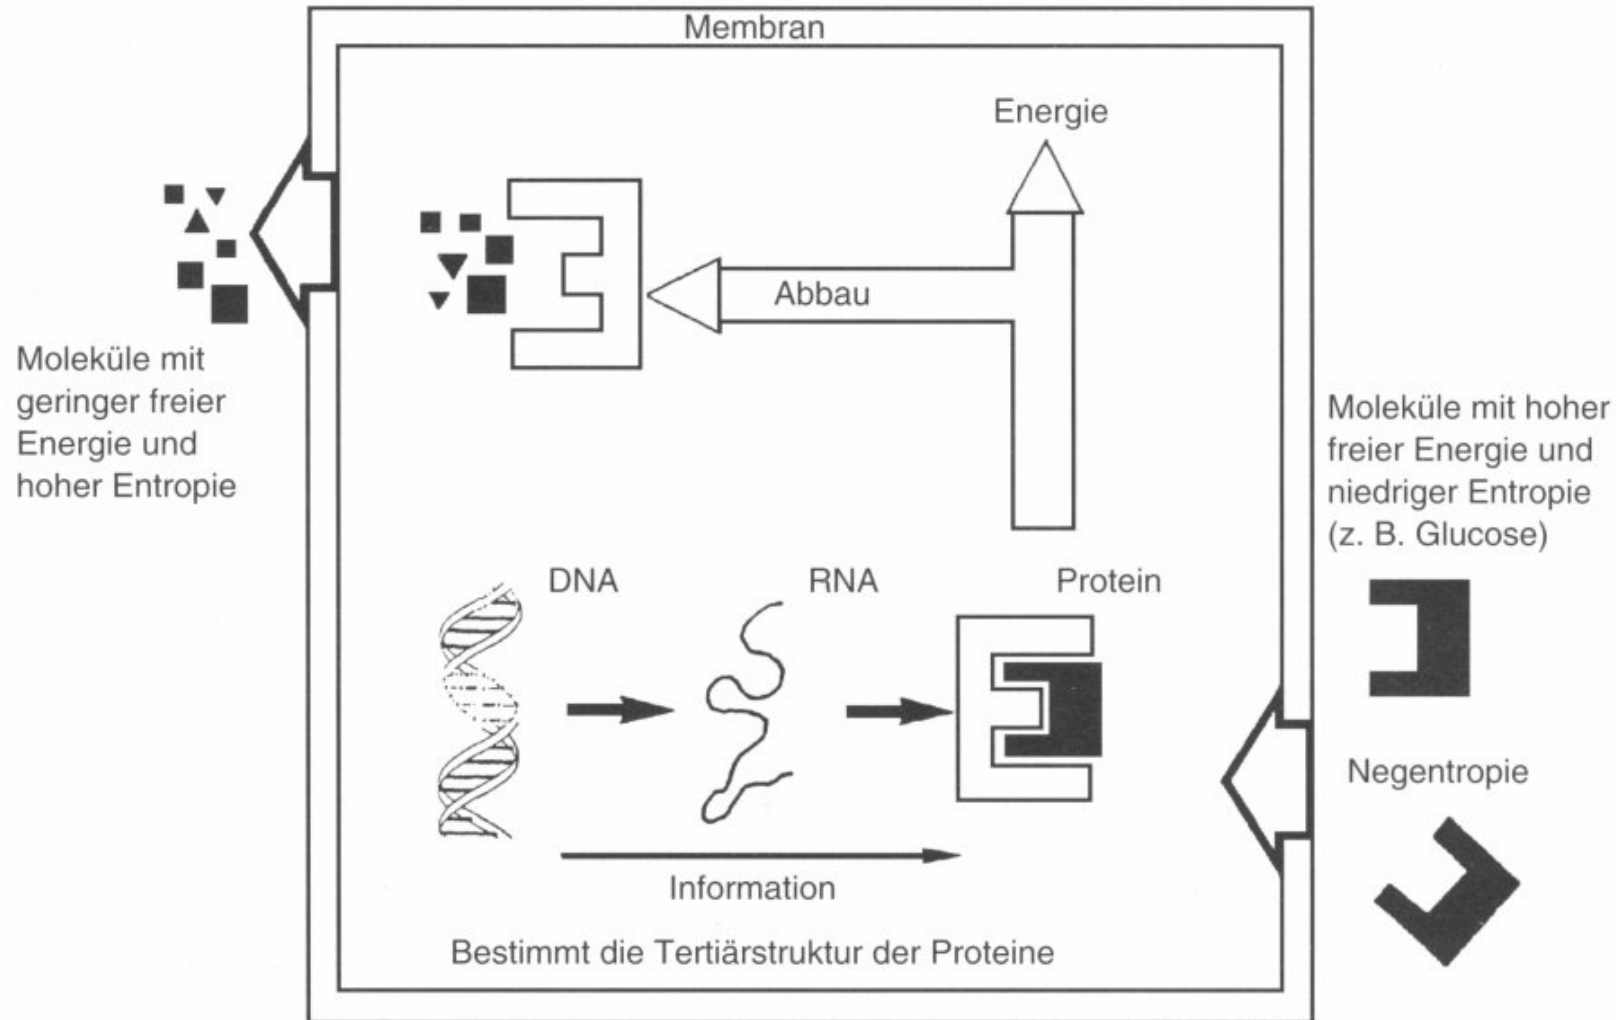 Membran
Energie
Abbau
Moleküle mit
geringer freier
Energie und
hoher Entropie
Moleküle mit hoher
freier Energie und
niedriger Entropie
(z. B. Glucose)
DNA
RNA
Protein
Negentropie
Information
Bestimmt die Tertiärstruktur der Proteine